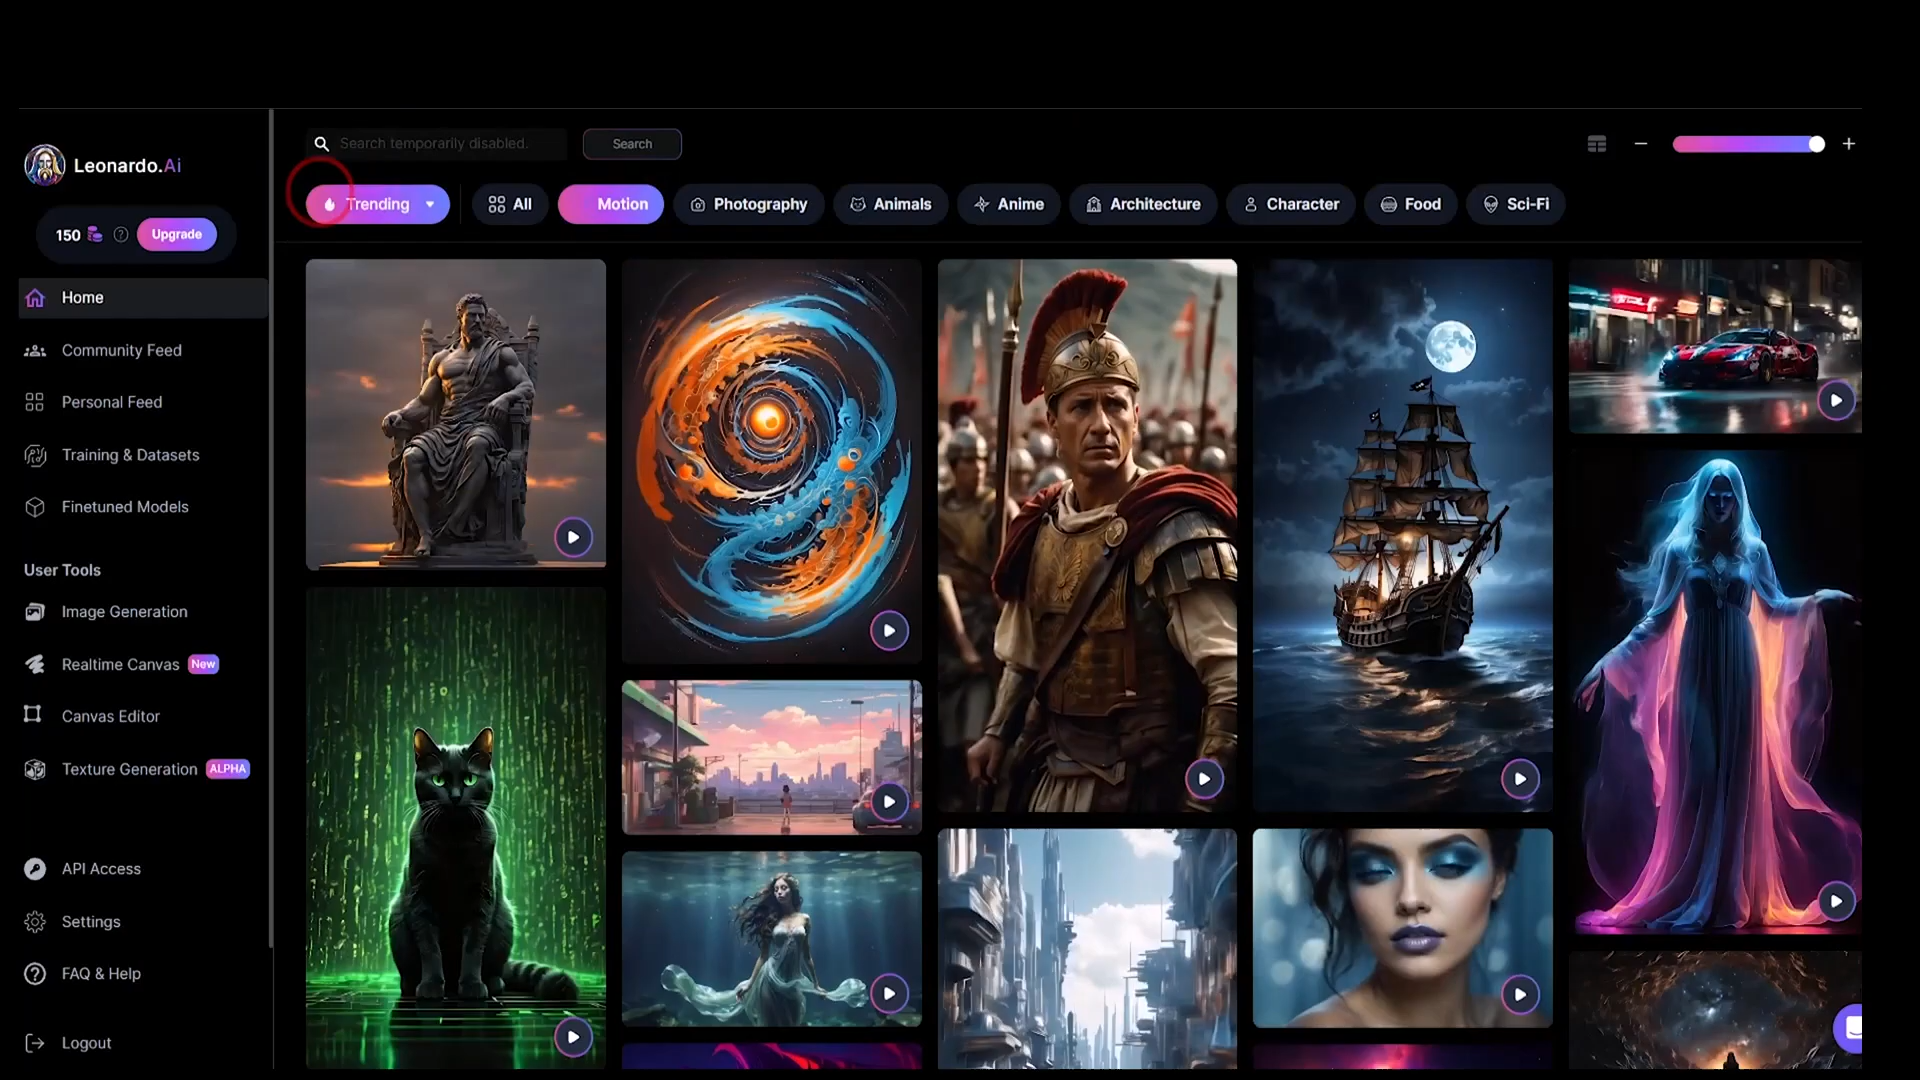 Leonardo.Ai
150 Upgrade
Home
Community Feed
Personal Feed
Training & Datasets
Finetuned Models
User Tools
Image Generation
Realtime Canvas New
Canvas Editor
Texture Generation ALPHA
API Access
Settings
FAQ & Help
Logout
Search temporarily disabled. Search
Trending All Motion Photography Animals Anime Architecture Character Food Sci-Fi